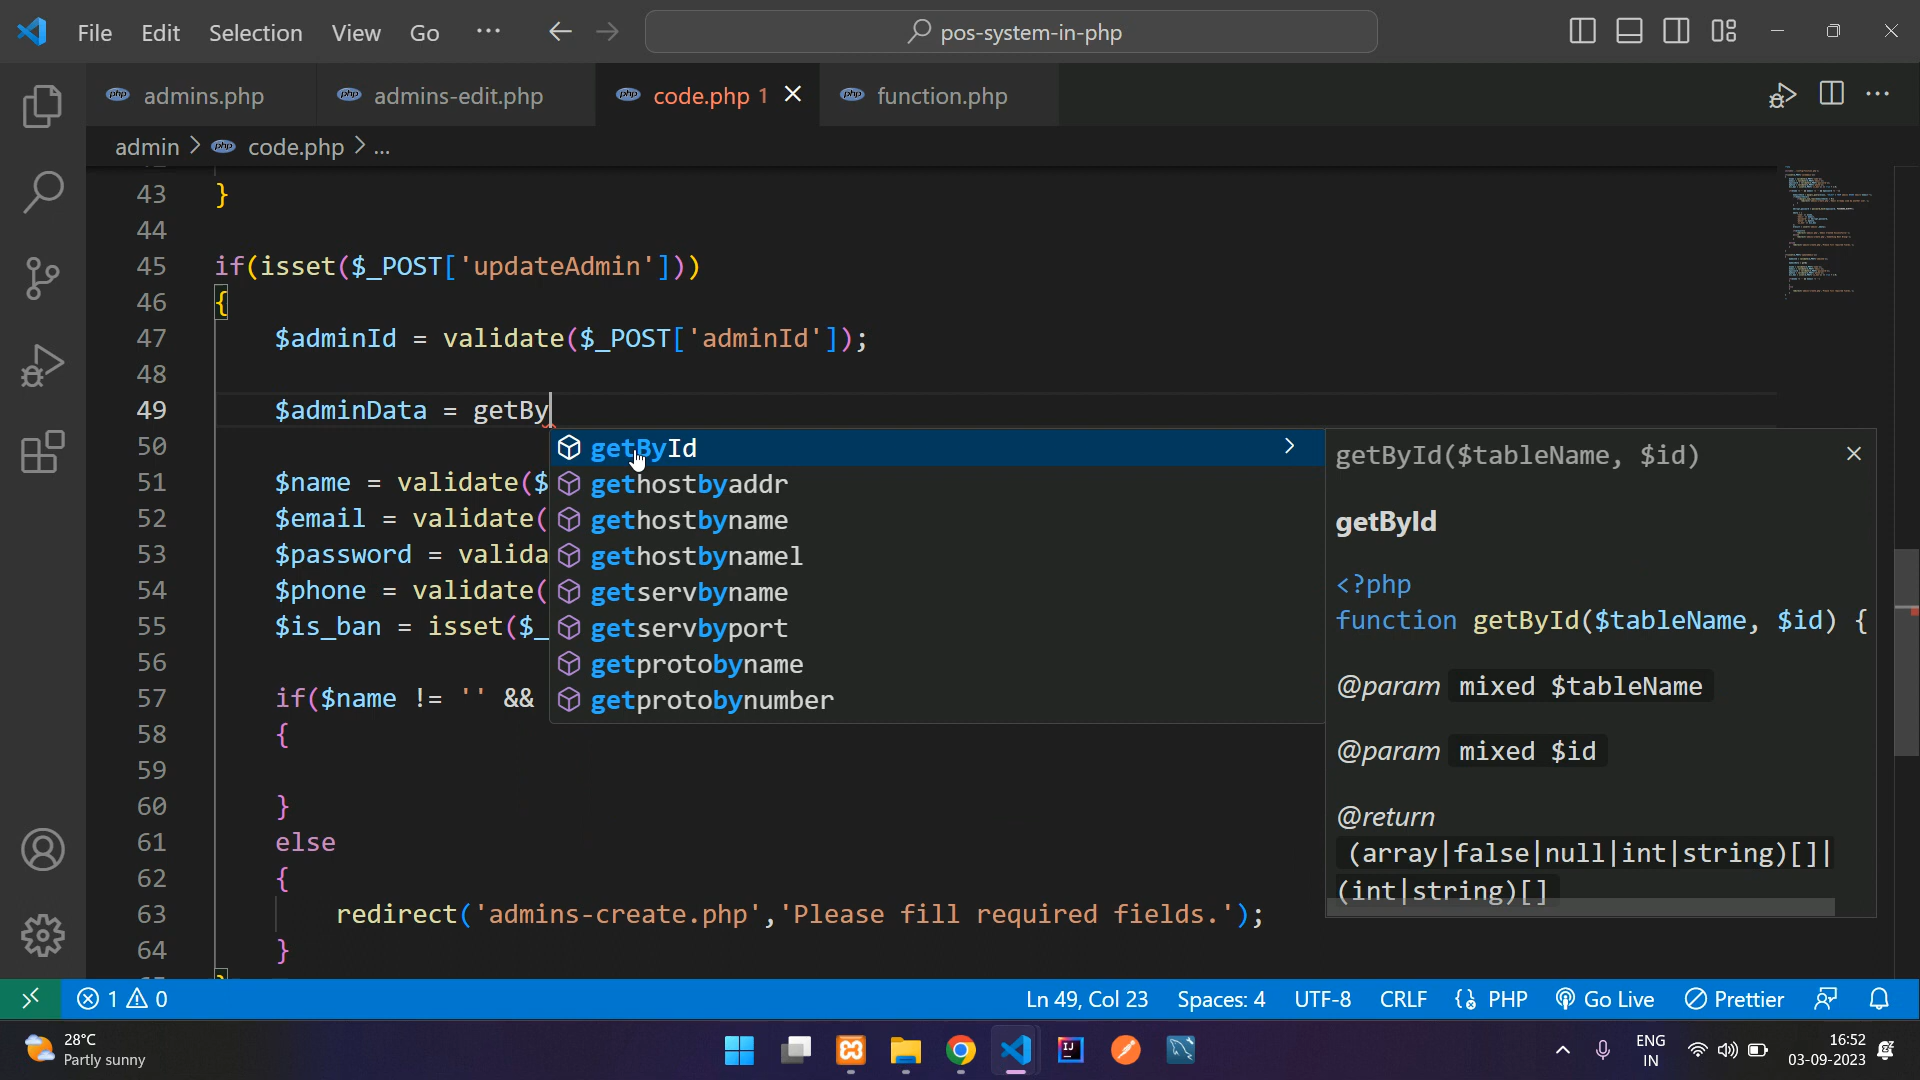 File Edit Selection View Go ··· pos-system-in-php
php admins.php php admins-edit.php php code.php 1 php function.php
admin > php code.php > ...
43 }
44
45 if(isset($_POST['updateAdmin']))
46 {
47 $adminId = validate($_POST['adminId']);
48
49 $adminData = getBy
50
51 $name = validate($
52 $email = validate(
53 $password = valida
54 $phone = validate(
55 $is_ban = isset($_
56
57 if($name != '' &&
58 {
59
60 }
61 else
62 {
63 redirect('admins-create.php','Please fill required fields.');
64 }
getById
gethostbyaddr
gethostbyname
gethostbynamel
getservbyname
getservbyport
getprotobyname
getprotobynumber
getById($tableName, $id)
getById
<?php
function getById($tableName, $id) {
@param mixed $tableName
@param mixed $id
@return
(array|false|null|int|string)[]|
(int|string)[]
1 0 Ln 49, Col 23 Spaces: 4 UTF-8 CRLF PHP Go Live Prettier
28°C
Partly sunny
IJ
ENG
IN
16:52
03-09-2023